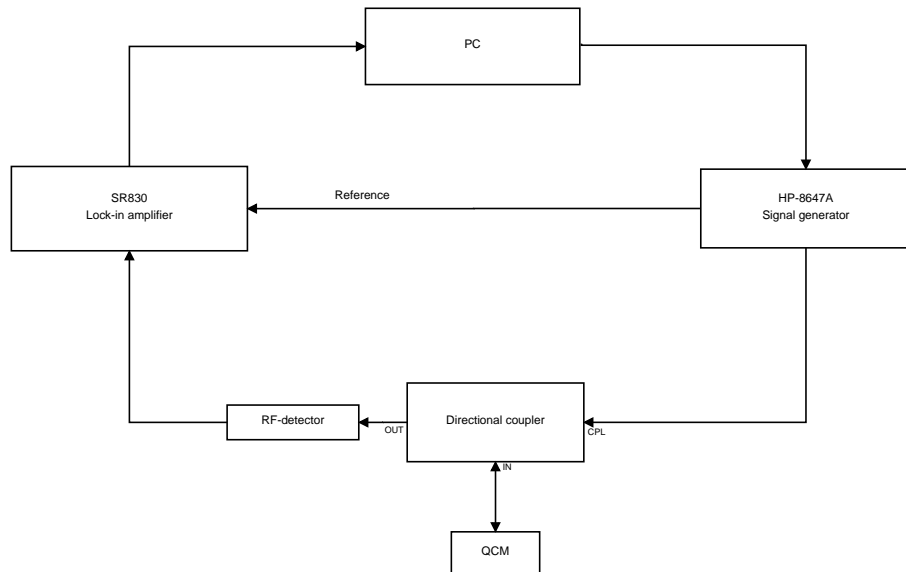 PC
SR830
Lock-in amplifier
Reference
HP-8647A
Signal generator
RF-detector
OUT
Directional coupler
CPL
IN
QCM